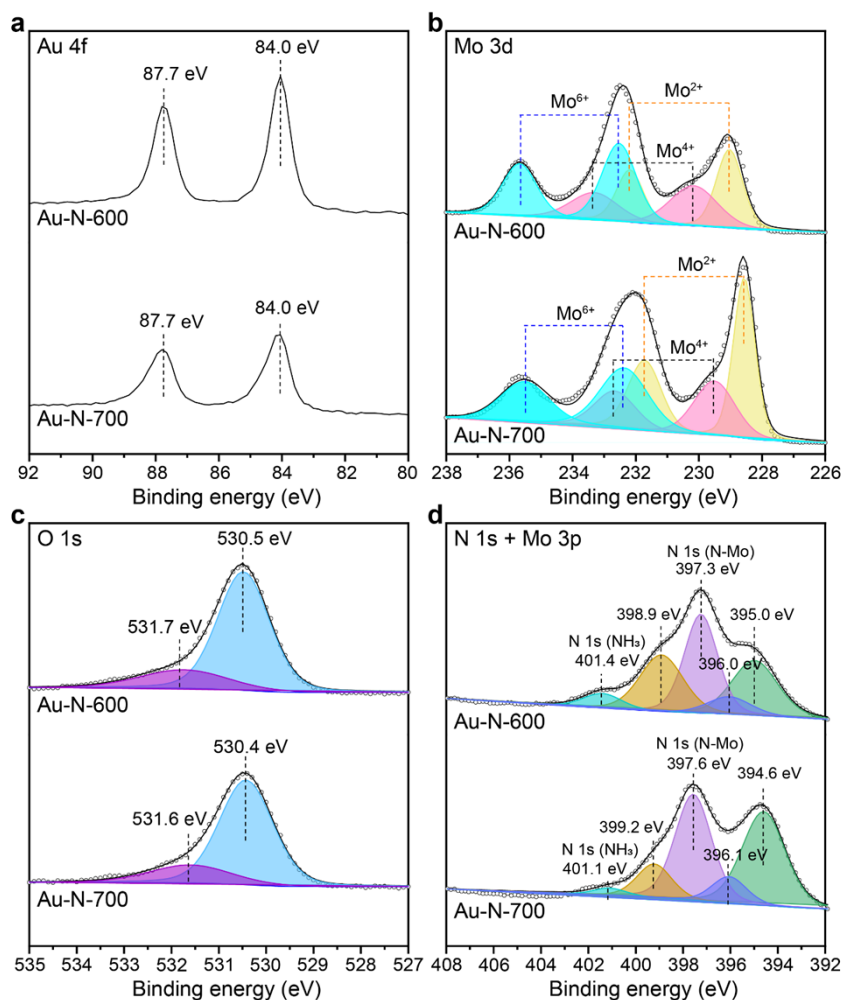 a
Au 4f
87.7 eV
84.0 eV
Au-N-600
87.7 eV
84.0 eV
Au-N-700
92 90 88 86 84 82 80
Binding energy (eV)
b
Mo 3d
Mo⁶⁺
Mo²⁺
Mo⁴⁺
Au-N-600
Mo²⁺
Mo⁶⁺
Mo⁴⁺
Au-N-700
238 236 234 232 230 228 226
Binding energy (eV)
c
O 1s
530.5 eV
531.7 eV
Au-N-600
530.4 eV
531.6 eV
Au-N-700
535 534 533 532 531 530 529 528 527
Binding energy (eV)
d
N 1s + Mo 3p
N 1s (N-Mo)
397.3 eV
398.9 eV
395.0 eV
N 1s (NH₃)
401.4 eV
396.0 eV
Au-N-600
N 1s (N-Mo)
397.6 eV
394.6 eV
399.2 eV
N 1s (NH₃)
401.1 eV
396.1 eV
Au-N-700
408 406 404 402 400 398 396 394 392
Binding energy (eV)